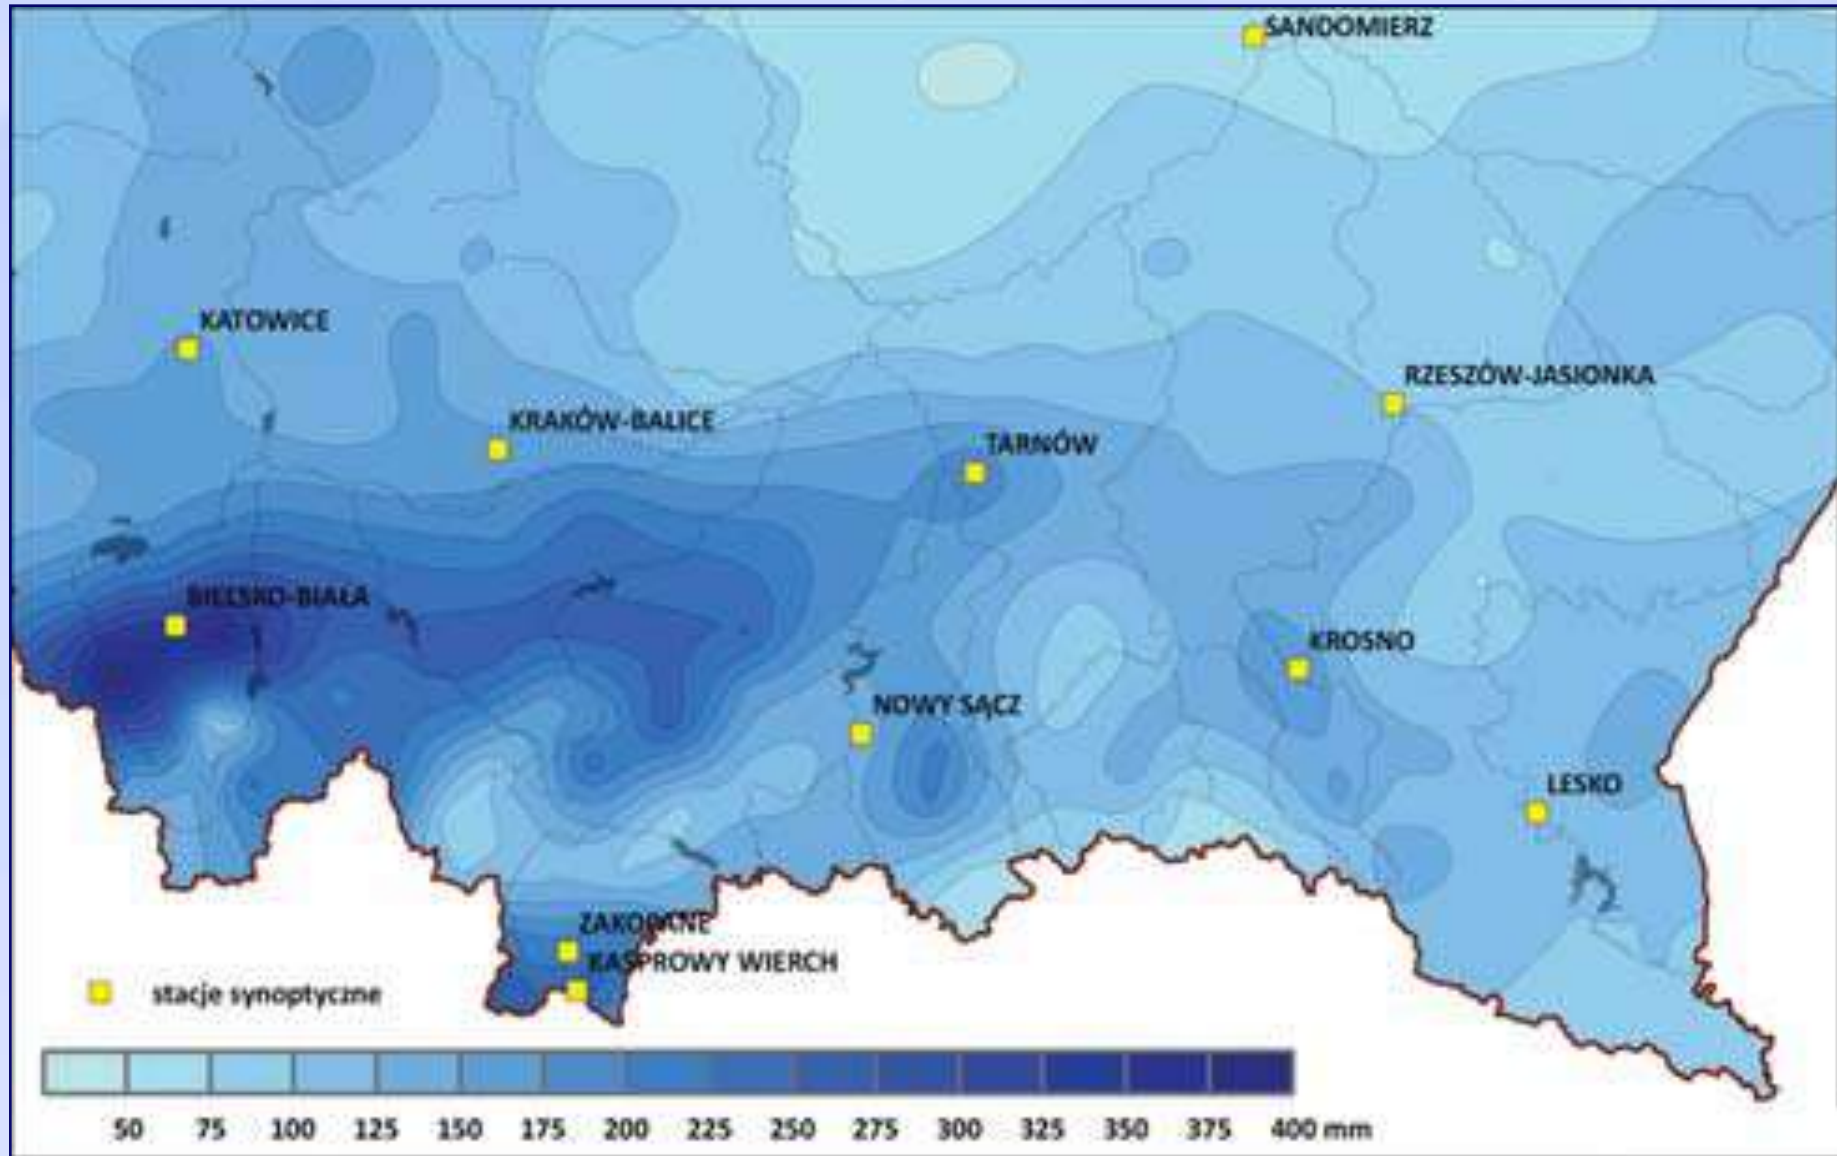 SANDOMIERZ
KATOWICE
RZESZÓW-JASIONKA
KRAKÓW-BALICE
TARNÓW
BIELSKO-BIAŁA
KROSNO
NOWY SĄCZ
LESKO
ZAKOPANE
KASPROWY WIERCH
stacje synoptyczne
50 75 100 125 150 175 200 225 250 275 300 325 350 375 400 mm